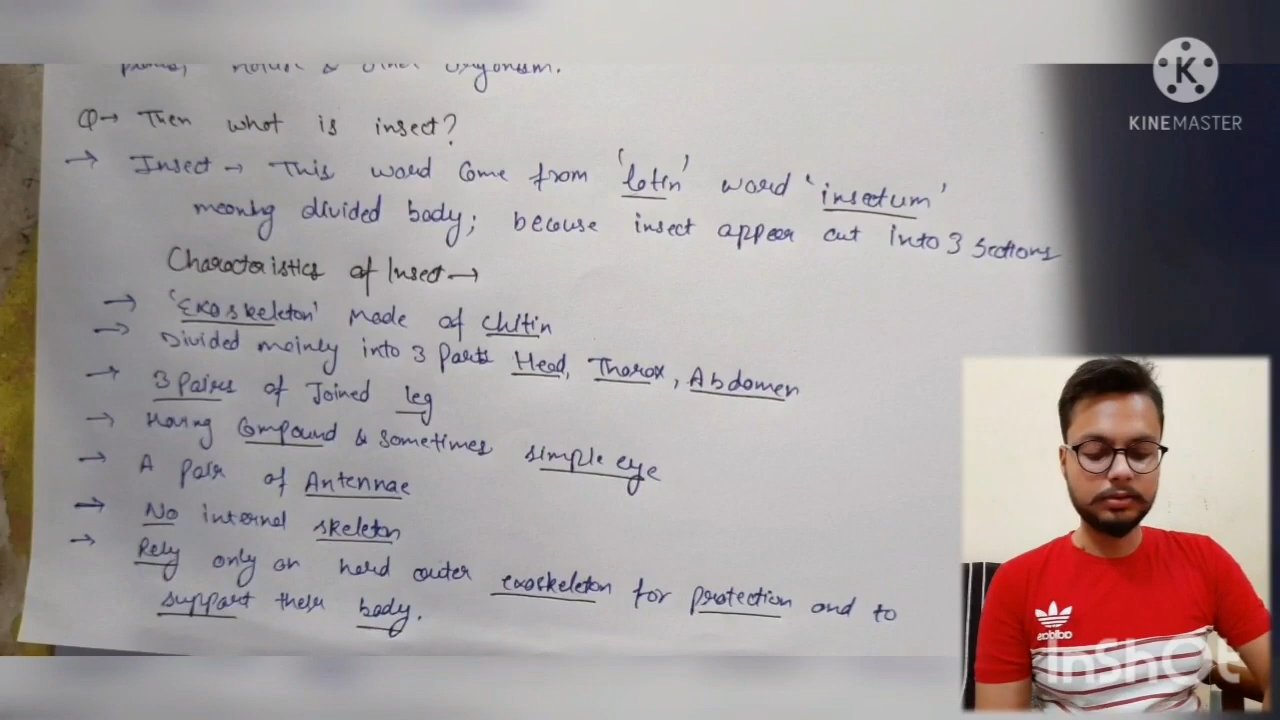 other organism.
Q→ Then what is insect?
→ Insect → This word come from 'latin' word 'insectum'
meaning divided body; because insect appear cut into 3 sections
Characteristics of Insect →
→ 'Exoskeleton' made of chitin
→ Divided mainly into 3 parts Head, Thorax, Abdomen
→ 3 pairs of Joined leg
→ Having Compound & sometimes simple eye
→ A pair of Antennae
→ No internal skeleton
→ Rely only on hard outer exoskeleton for protection and to
support their body.
K
KINEMASTER
adidas
InShOt